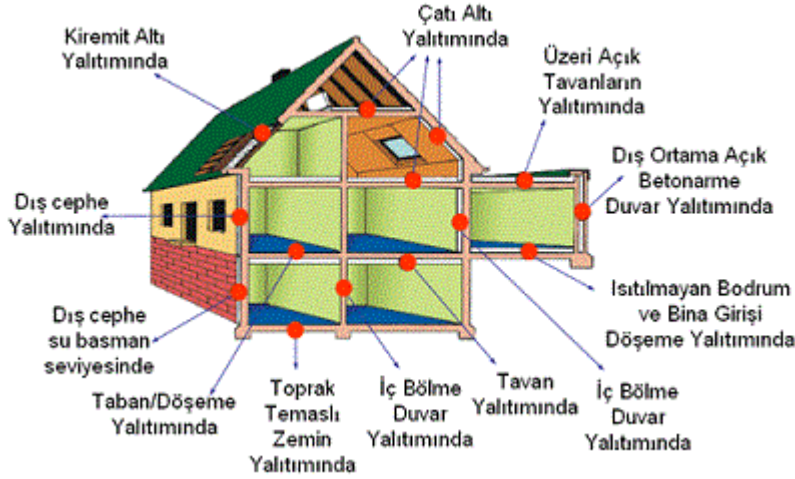 Kiremit Altı
Yalıtımında
Çatı Altı
Yalıtımında
Üzeri Açık
Tavanların
Yalıtımında
Dış Ortama Açık
Betonarme
Duvar Yalıtımında
Dış cephe
Yalıtımında
Isıtılmayan Bodrum
ve Bina Girişi
Döşeme Yalıtımında
Dış cephe
su basman
seviyesinde
Taban/Döşeme
Yalıtımında
Toprak
Temaslı
Zemin
Yalıtımında
İç Bölme
Duvar
Yalıtımında
Tavan
Yalıtımında
İç Bölme
Duvar
Yalıtımında